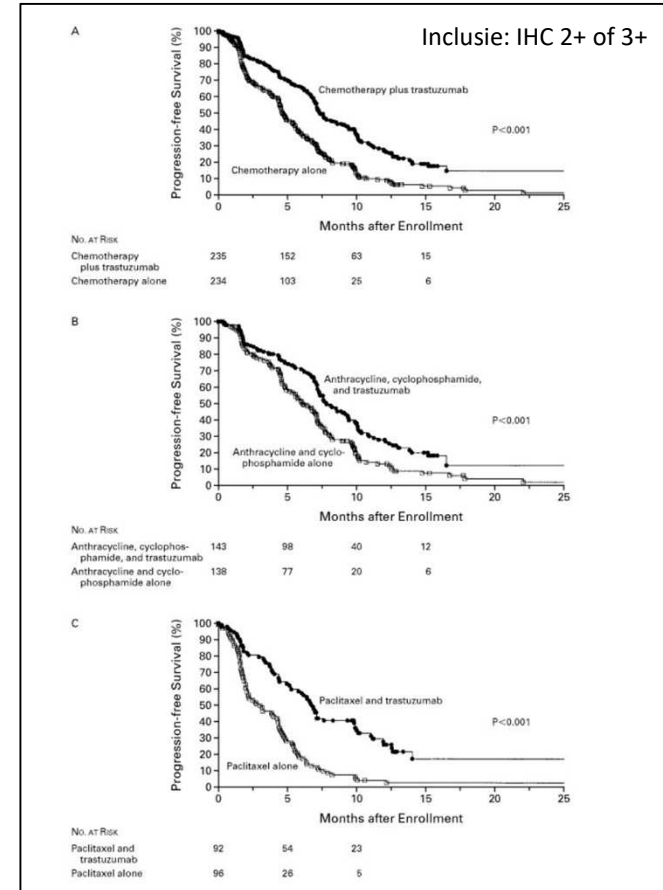 Inclusie: IHC 2+ of 3+
A
Progression-free Survival (%)
100
90
80
70
60
50
40
30
20
10
0
Chemotherapy plus trastuzumab
P<0.001
Chemotherapy alone
0 5 10 15 20 25
Months after Enrollment
No. at Risk
Chemotherapy 235 152 63 15
plus trastuzumab
Chemotherapy alone 234 103 25 6
B
Progression-free Survival (%)
100
90
80
70
60
50
40
30
20
10
0
Anthracycline, cyclophosphamide,
and trastuzumab
P<0.001
Anthracycline and cyclo-
phosphamide alone
0 5 10 15 20 25
Months after Enrollment
No. at Risk
Anthracycline, cyclophos- 143 98 40 12
phamide, and trastuzumab
Anthracycline and cyclo- 138 77 20 6
phosphamide alone
C
Progression-free Survival (%)
100
90
80
70
60
50
40
30
20
10
0
Paclitaxel and trastuzumab
P<0.001
Paclitaxel alone
0 5 10 15 20 25
Months after Enrollment
No. at Risk
Paclitaxel and 92 54 23
trastuzumab
Paclitaxel alone 96 26 5